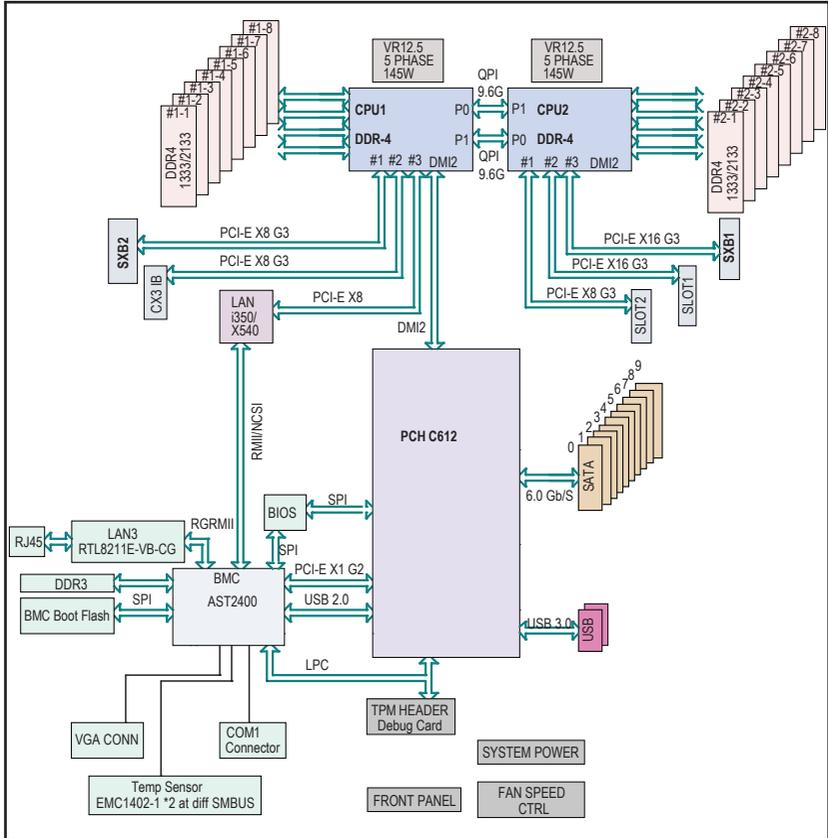 VR12.5
5 PHASE
145W
VR12.5
5 PHASE
145W
#1-8
#1-7
#1-6
#1-5
#1-4
#1-3
#1-2
#1-1
DDR4
1333/2133
#2-8
#2-7
#2-6
#2-5
#2-4
#2-3
#2-2
#2-1
DDR4
1333/2133
QPI
9.6G
CPU1
P0
P1
CPU2
DDR-4
P1
P0
DDR-4
#1 #2 #3 DMI2
QPI
9.6G
#1 #2 #3 DMI2
SXB2
PCI-E X8 G3
PCI-E X16 G3
SXB1
CX3 IB
PCI-E X8 G3
PCI-E X16 G3
SLOT1
LAN
i350/
X540
PCI-E X8
PCI-E X8 G3
SLOT2
DMI2
PCH C612
RMII/NCSI
0
1
2
3
4
5
6
7
8
9
SATA
6.0 Gb/S
BIOS
SPI
SPI
RJ45
LAN3
RTL8211E-VB-CG
RGRMII
BMC
AST2400
PCI-E X1 G2
USB 2.0
DDR3
BMC Boot Flash
SPI
USB 3.0
USB
LPC
TPM HEADER
Debug Card
VGA CONN
COM1
Connector
Temp Sensor
EMC1402-1 *2 at diff SMBUS
SYSTEM POWER
FRONT PANEL
FAN SPEED
CTRL